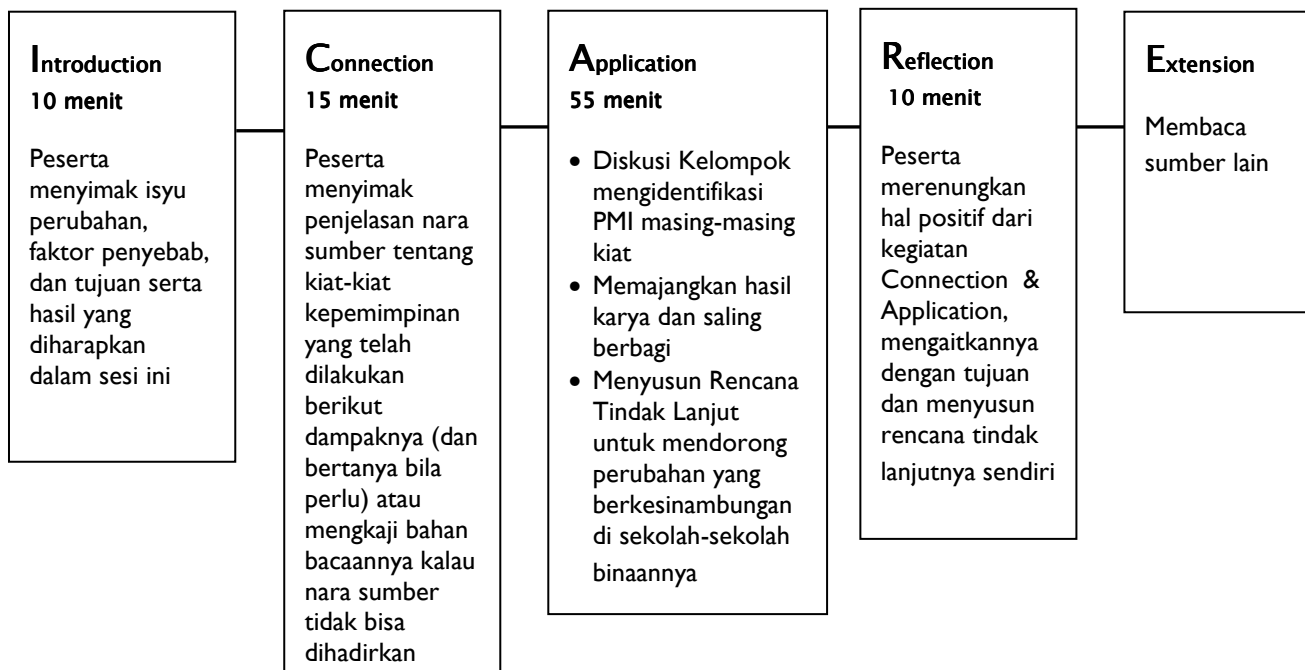 Introduction
10 menit
Peserta
menyimak isyu
perubahan,
faktor penyebab,
dan tujuan serta
hasil yang
diharapkan
dalam sesi ini
Connection
15 menit
Peserta
menyimak
penjelasan nara
sumber tentang
kiat-kiat
kepemimpinan
yang telah
dilakukan
berikut
dampaknya (dan
bertanya bila
perlu) atau
mengkaji bahan
bacaannya kalau
nara sumber
tidak bisa
dihadirkan
Application
55 menit
• Diskusi Kelompok
mengidentifikasi
PMI masing-masing
kiat
• Memajangkan hasil
karya dan saling
berbagi
• Menyusun Rencana
Tindak Lanjut
untuk mendorong
perubahan yang
berkesinambungan
di sekolah-sekolah
binaannya
Reflection
10 menit
Peserta
merenungkan
hal positif dari
kegiatan
Connection &
Application,
mengaitkannya
dengan tujuan
dan menyusun
rencana tindak
lanjutnya sendiri
Extension
Membaca
sumber lain